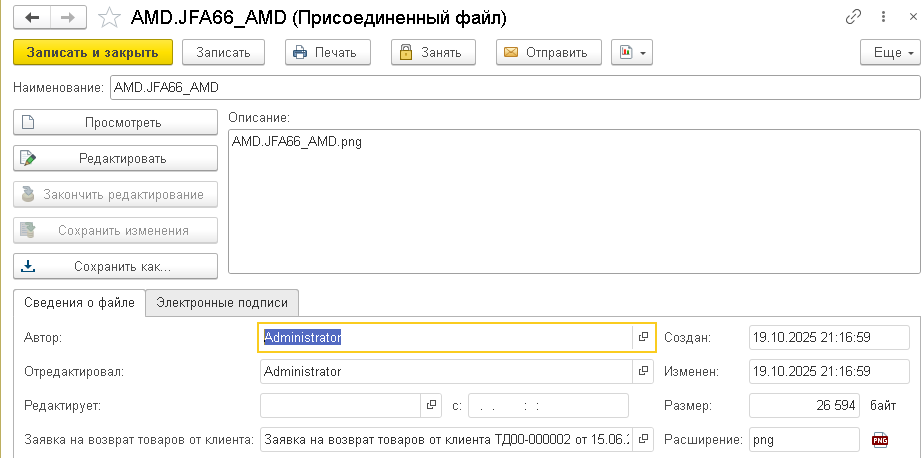 AMD.JFA66_AMD (Присоединенный файл)
Записать и закрыть Записать Печать Занять Отправить Еще
Наименование: AMD.JFA66_AMD
Просмотреть
Редактировать
Закончить редактирование
Сохранить изменения
Сохранить как...
Описание:
AMD.JFA66_AMD.png
Сведения о файле Электронные подписи
Автор: Administrator Создан: 19.10.2025 21:16:59
Отредактировал: Administrator Изменен: 19.10.2025 21:16:59
Редактирует: с: . . : : Размер: 26 594 байт
Заявка на возврат товаров от клиента: Заявка на возврат товаров от клиента ТД00-000002 от 15.06. Расширение: png PNG